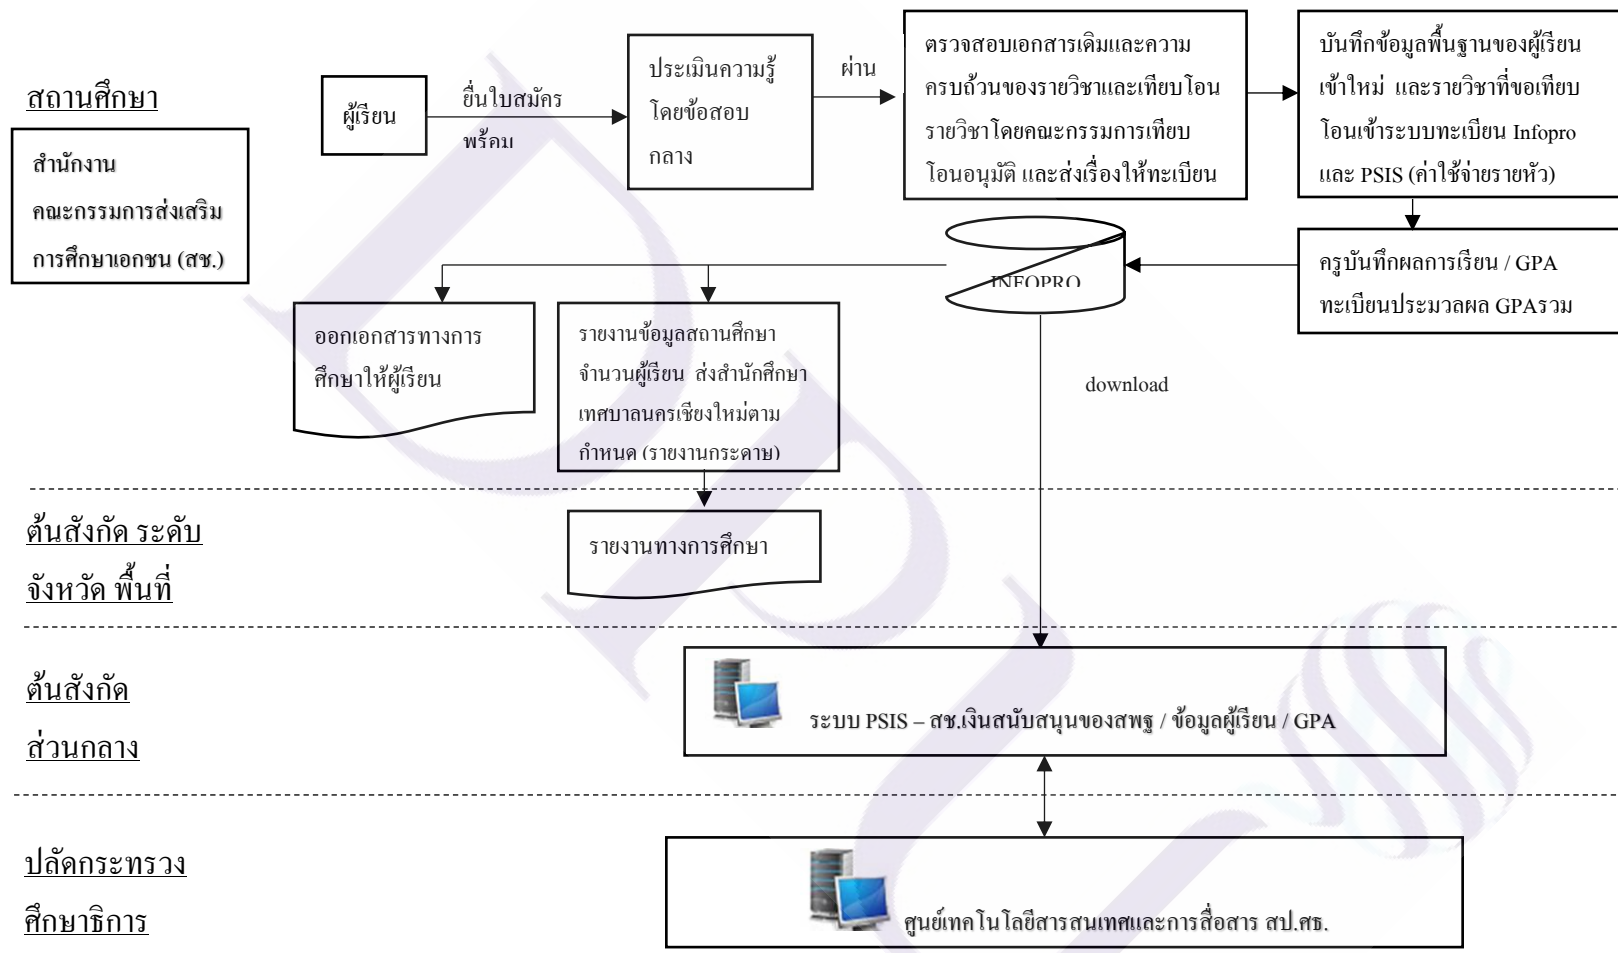 สถานศึกษา
สำนักงาน
คณะกรรมการส่งเสริม
การศึกษาเอกชน (สช.)
ผู้เรียน
ยื่นใบสมัคร
พร้อม
ประเมินความรู้
โดยข้อสอบ
กลาง
ผ่าน
ตรวจสอบเอกสารเดิมและความ
ครบถ้วนของรายวิชาและเทียบโอน
รายวิชาโดยคณะกรรมการเทียบ
โอนอนุมัติ และส่งเรื่องให้ทะเบียน
บันทึกข้อมูลพื้นฐานของผู้เรียน
เข้าใหม่ และรายวิชาที่ขอเทียบ
โอนเข้าระบบทะเบียน Infopro
และ PSIS (ค่าใช้จ่ายรายหัว)
ครูบันทึกผลการเรียน / GPA
ทะเบียนประมวลผล GPAรวม
INFOPRO
ออกเอกสารทางการ
ศึกษาให้ผู้เรียน
รายงานข้อมูลสถานศึกษา
จำนวนผู้เรียน ส่งสำนักศึกษา
เทศบาลนครเชียงใหม่ตาม
กำหนด (รายงานกระดาษ)
download
ต้นสังกัด ระดับ
จังหวัด พื้นที่
รายงานทางการศึกษา
ต้นสังกัด
ส่วนกลาง
ระบบ PSIS – สช.เงินสนับสนุนของสพฐ / ข้อมูลผู้เรียน / GPA
ปลัดกระทรวง
ศึกษาธิการ
ศูนย์เทคโนโลยีสารสนเทศและการสื่อสาร สป.ศธ.